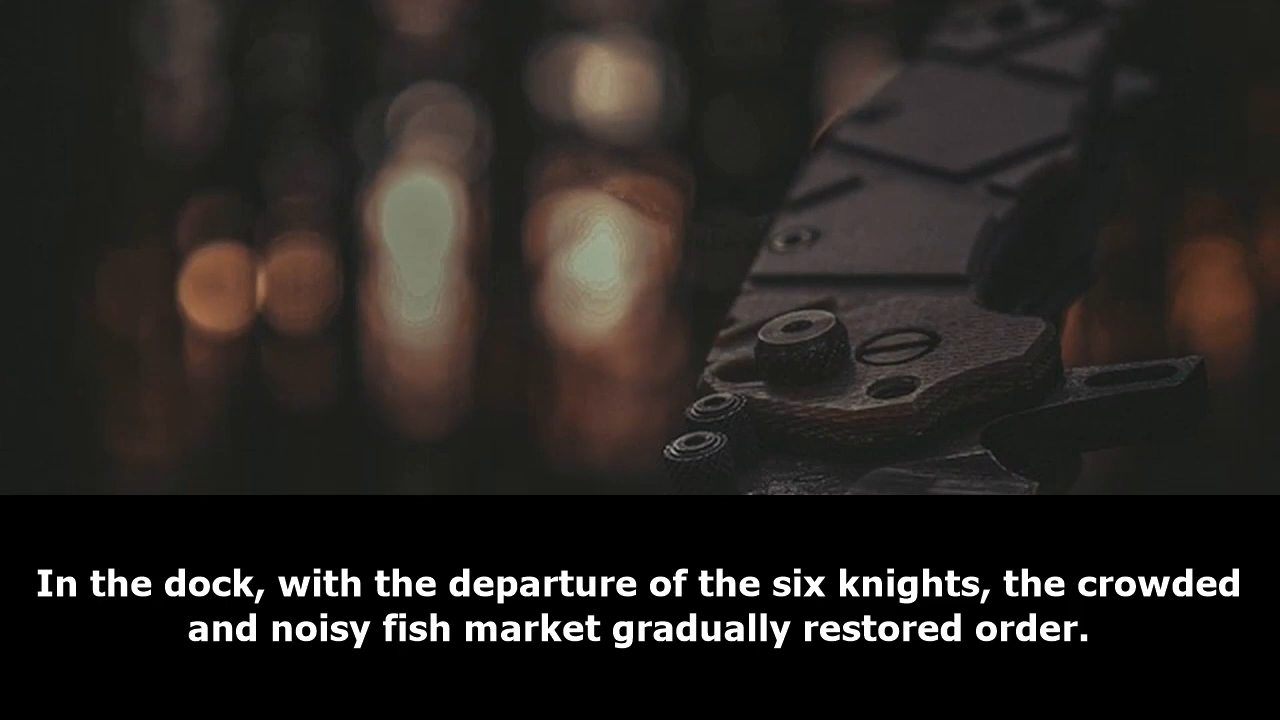 In the dock, with the departure of the six knights, the crowded
and noisy fish market gradually restored order.